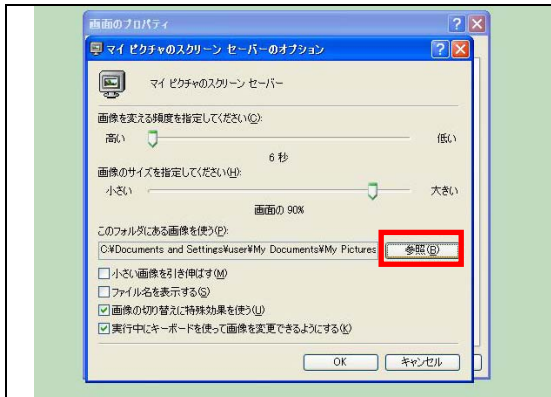 画面のプロパティ
マイ ピクチャのスクリーン セーバーのオプション
マイ ピクチャのスクリーン セーバー
画像を変える頻度を指定してください(C):
高い 低い
6 秒
画像のサイズを指定してください(H):
小さい 大きい
画面の 90%
このフォルダにある画像を使う(P):
C:¥Documents and Settings¥user¥My Documents¥My Pictures 参照(B)
小さい画像を引き伸ばす(M)
ファイル名を表示する(S)
画像の切り替えに特殊効果を使う(U)
実行中にキーボードを使って画像を変更できるようにする(K)
OK キャンセル